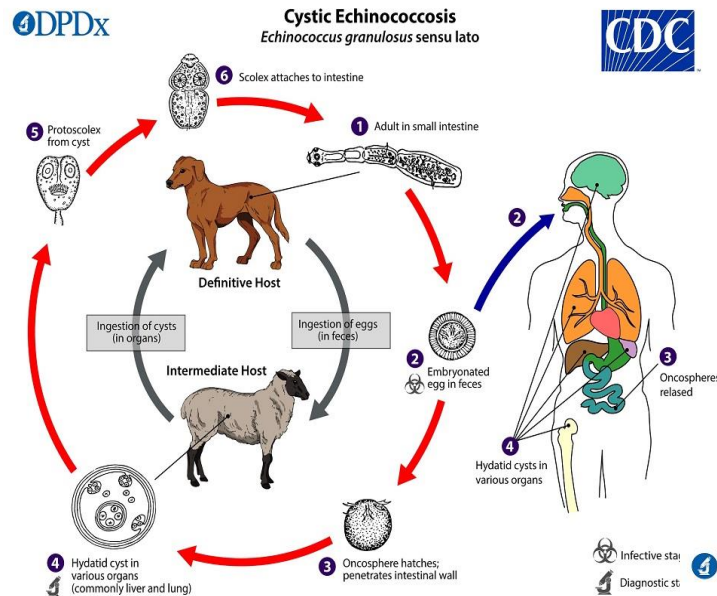 DPDx
Cystic Echinococcosis
Echinococcus granulosus sensu lato
CDC
6 Scolex attaches to intestine
5 Protoscolex
from cyst
1 Adult in small intestine
2
Definitive Host
Ingestion of cysts
(in organs)
Ingestion of eggs
(in feces)
Intermediate Host
2 Embryonated
egg in feces
3
Oncospheres
relased
4
Hydatid cysts in
various organs
4 Hydatid cyst in
various organs
(commonly liver and lung)
3 Oncosphere hatches;
penetrates intestinal wall
Infective
Diagnostic